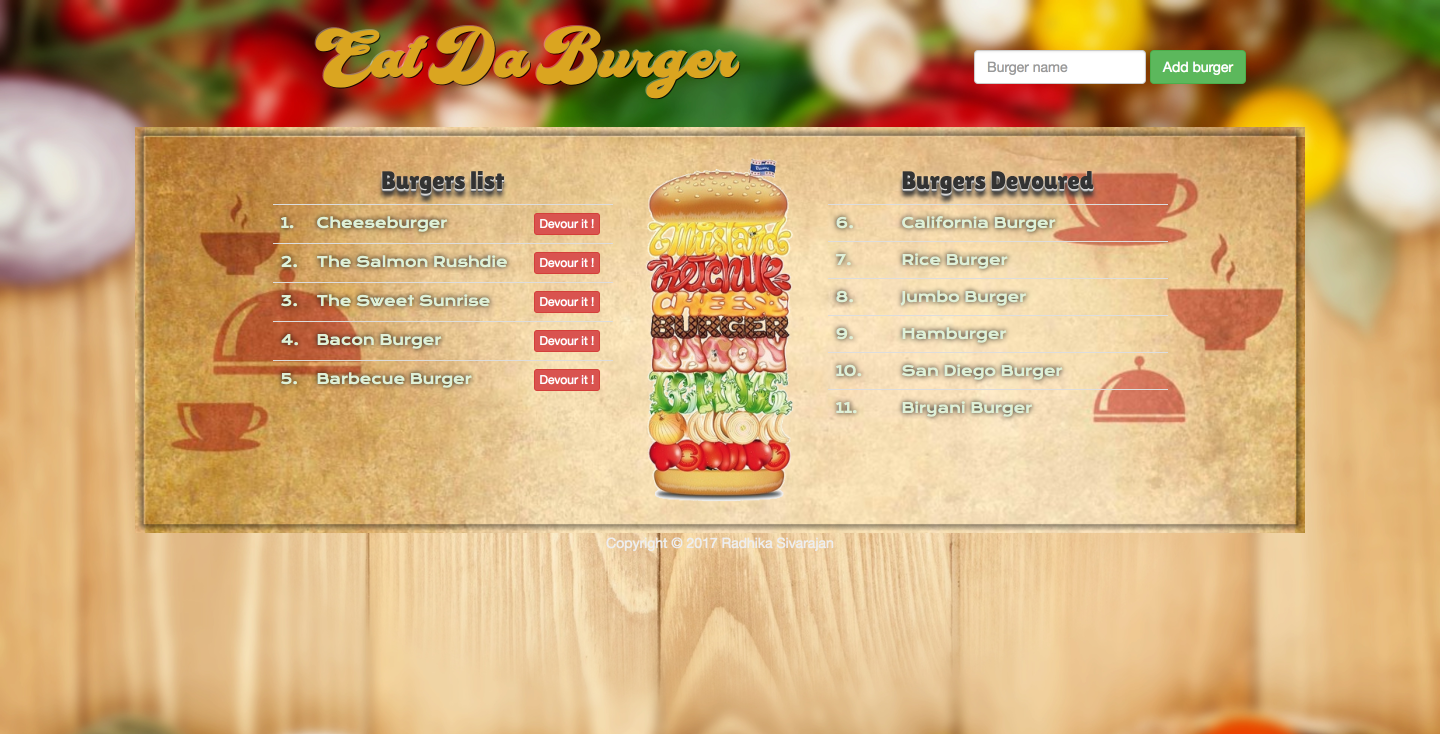 Eat Da Burger
Burger name
Add burger
Burgers list
1. Cheeseburger Devour it !
2. The Salmon Rushdie Devour it !
3. The Sweet Sunrise Devour it !
4. Bacon Burger Devour it !
5. Barbecue Burger Devour it !
mustard
Ketchup
CHEESE
BURGER
BACON
Burgers Devoured
6. California Burger
7. Rice Burger
8. Jumbo Burger
9. Hamburger
10. San Diego Burger
11. Biryani Burger
Copyright © 2017 Radhika Sivarajan